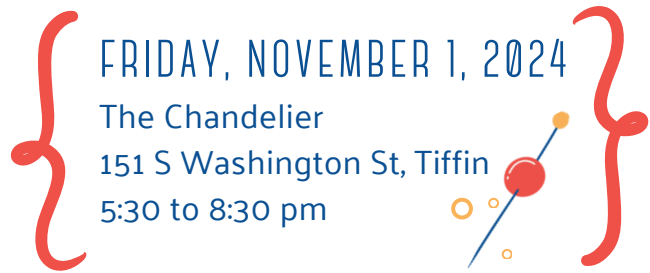 FRIDAY, NOVEMBER 1, 2024
The Chandelier
151 S Washington St, Tiffin
5:30 to 8:30 pm